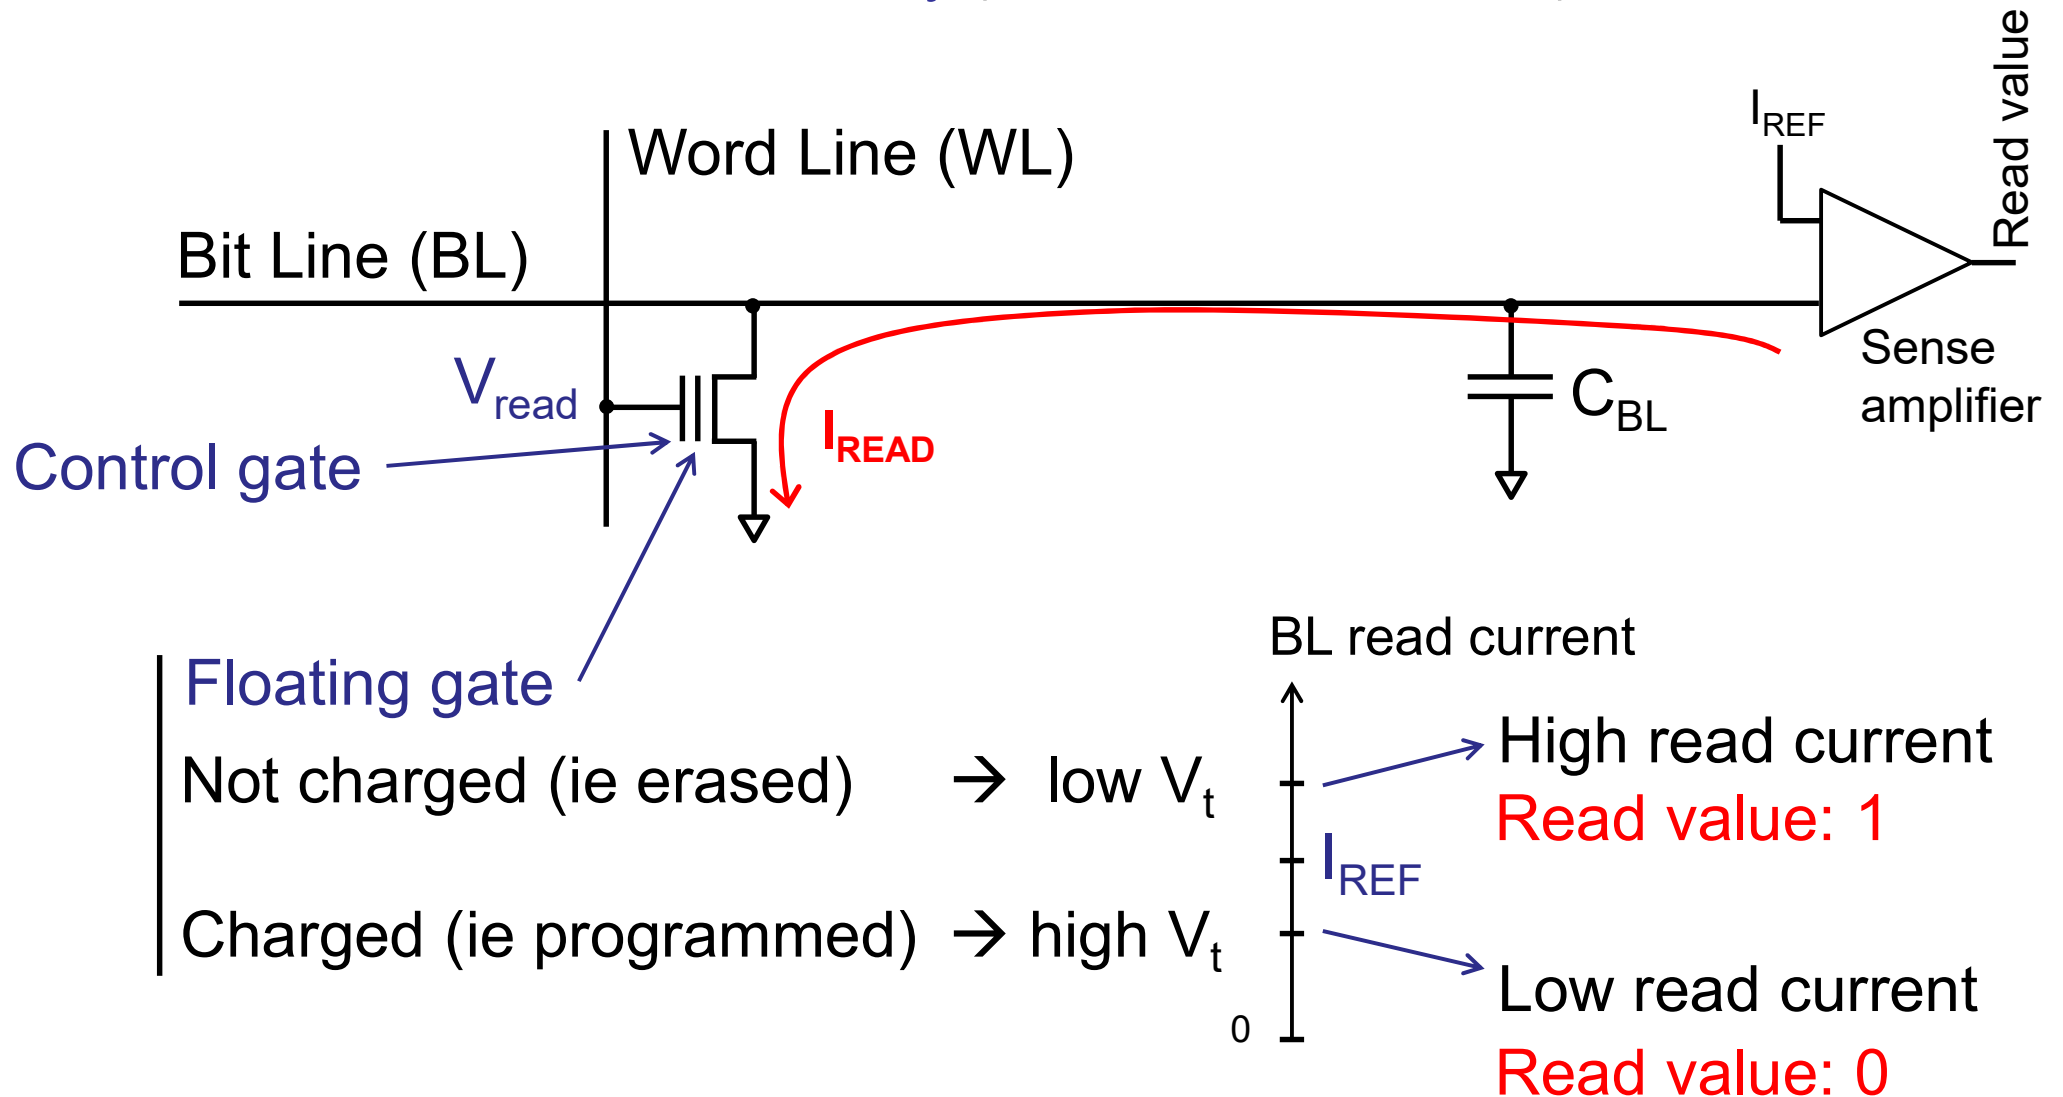 I_REF
Read value
Word Line (WL)
Bit Line (BL)
Sense
amplifier
V_read
C_BL
I_READ
Control gate
BL read current
Floating gate
High read current
Not charged (ie erased) → low V_t
Read value: 1
I_REF
Charged (ie programmed) → high V_t
Low read current
0
Read value: 0